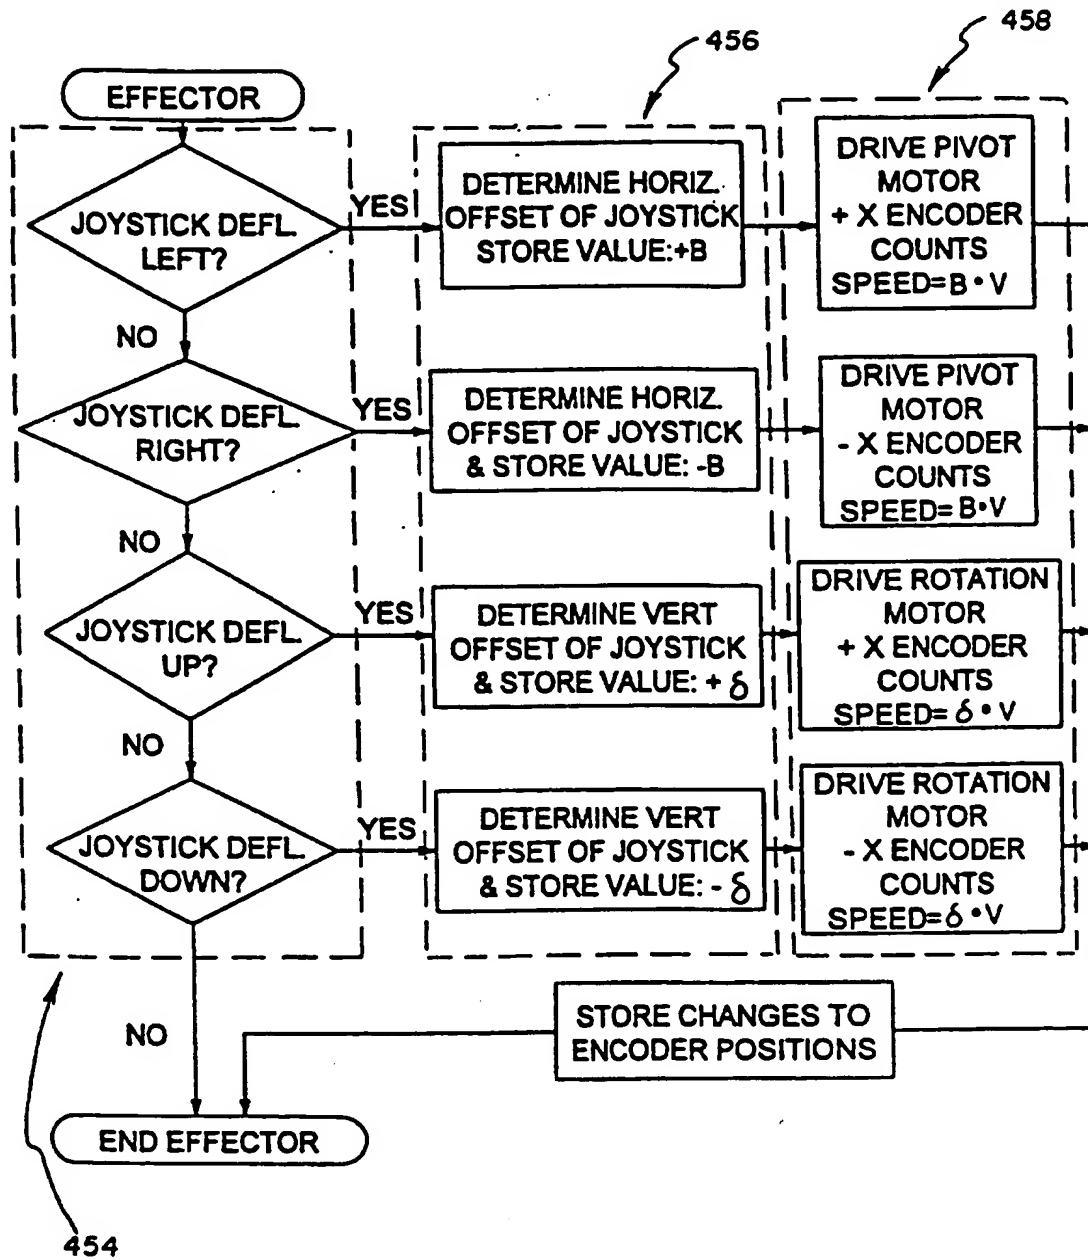 456
458
EFFECTOR
JOYSTICK DEFL.
LEFT?
YES
DETERMINE HORIZ.
OFFSET OF JOYSTICK
STORE VALUE:+B
DRIVE PIVOT
MOTOR
+ X ENCODER
COUNTS
SPEED=B•V
NO
JOYSTICK DEFL.
RIGHT?
YES
DETERMINE HORIZ.
OFFSET OF JOYSTICK
& STORE VALUE: -B
DRIVE PIVOT
MOTOR
- X ENCODER
COUNTS
SPEED=B•V
NO
JOYSTICK DEFL.
UP?
YES
DETERMINE VERT
OFFSET OF JOYSTICK
& STORE VALUE: + δ
DRIVE ROTATION
MOTOR
+ X ENCODER
COUNTS
SPEED= δ • V
NO
JOYSTICK DEFL.
DOWN?
YES
DETERMINE VERT
OFFSET OF JOYSTICK
& STORE VALUE: - δ
DRIVE ROTATION
MOTOR
- X ENCODER
COUNTS
SPEED=δ •V
NO
STORE CHANGES TO
ENCODER POSITIONS
END EFFECTOR
454